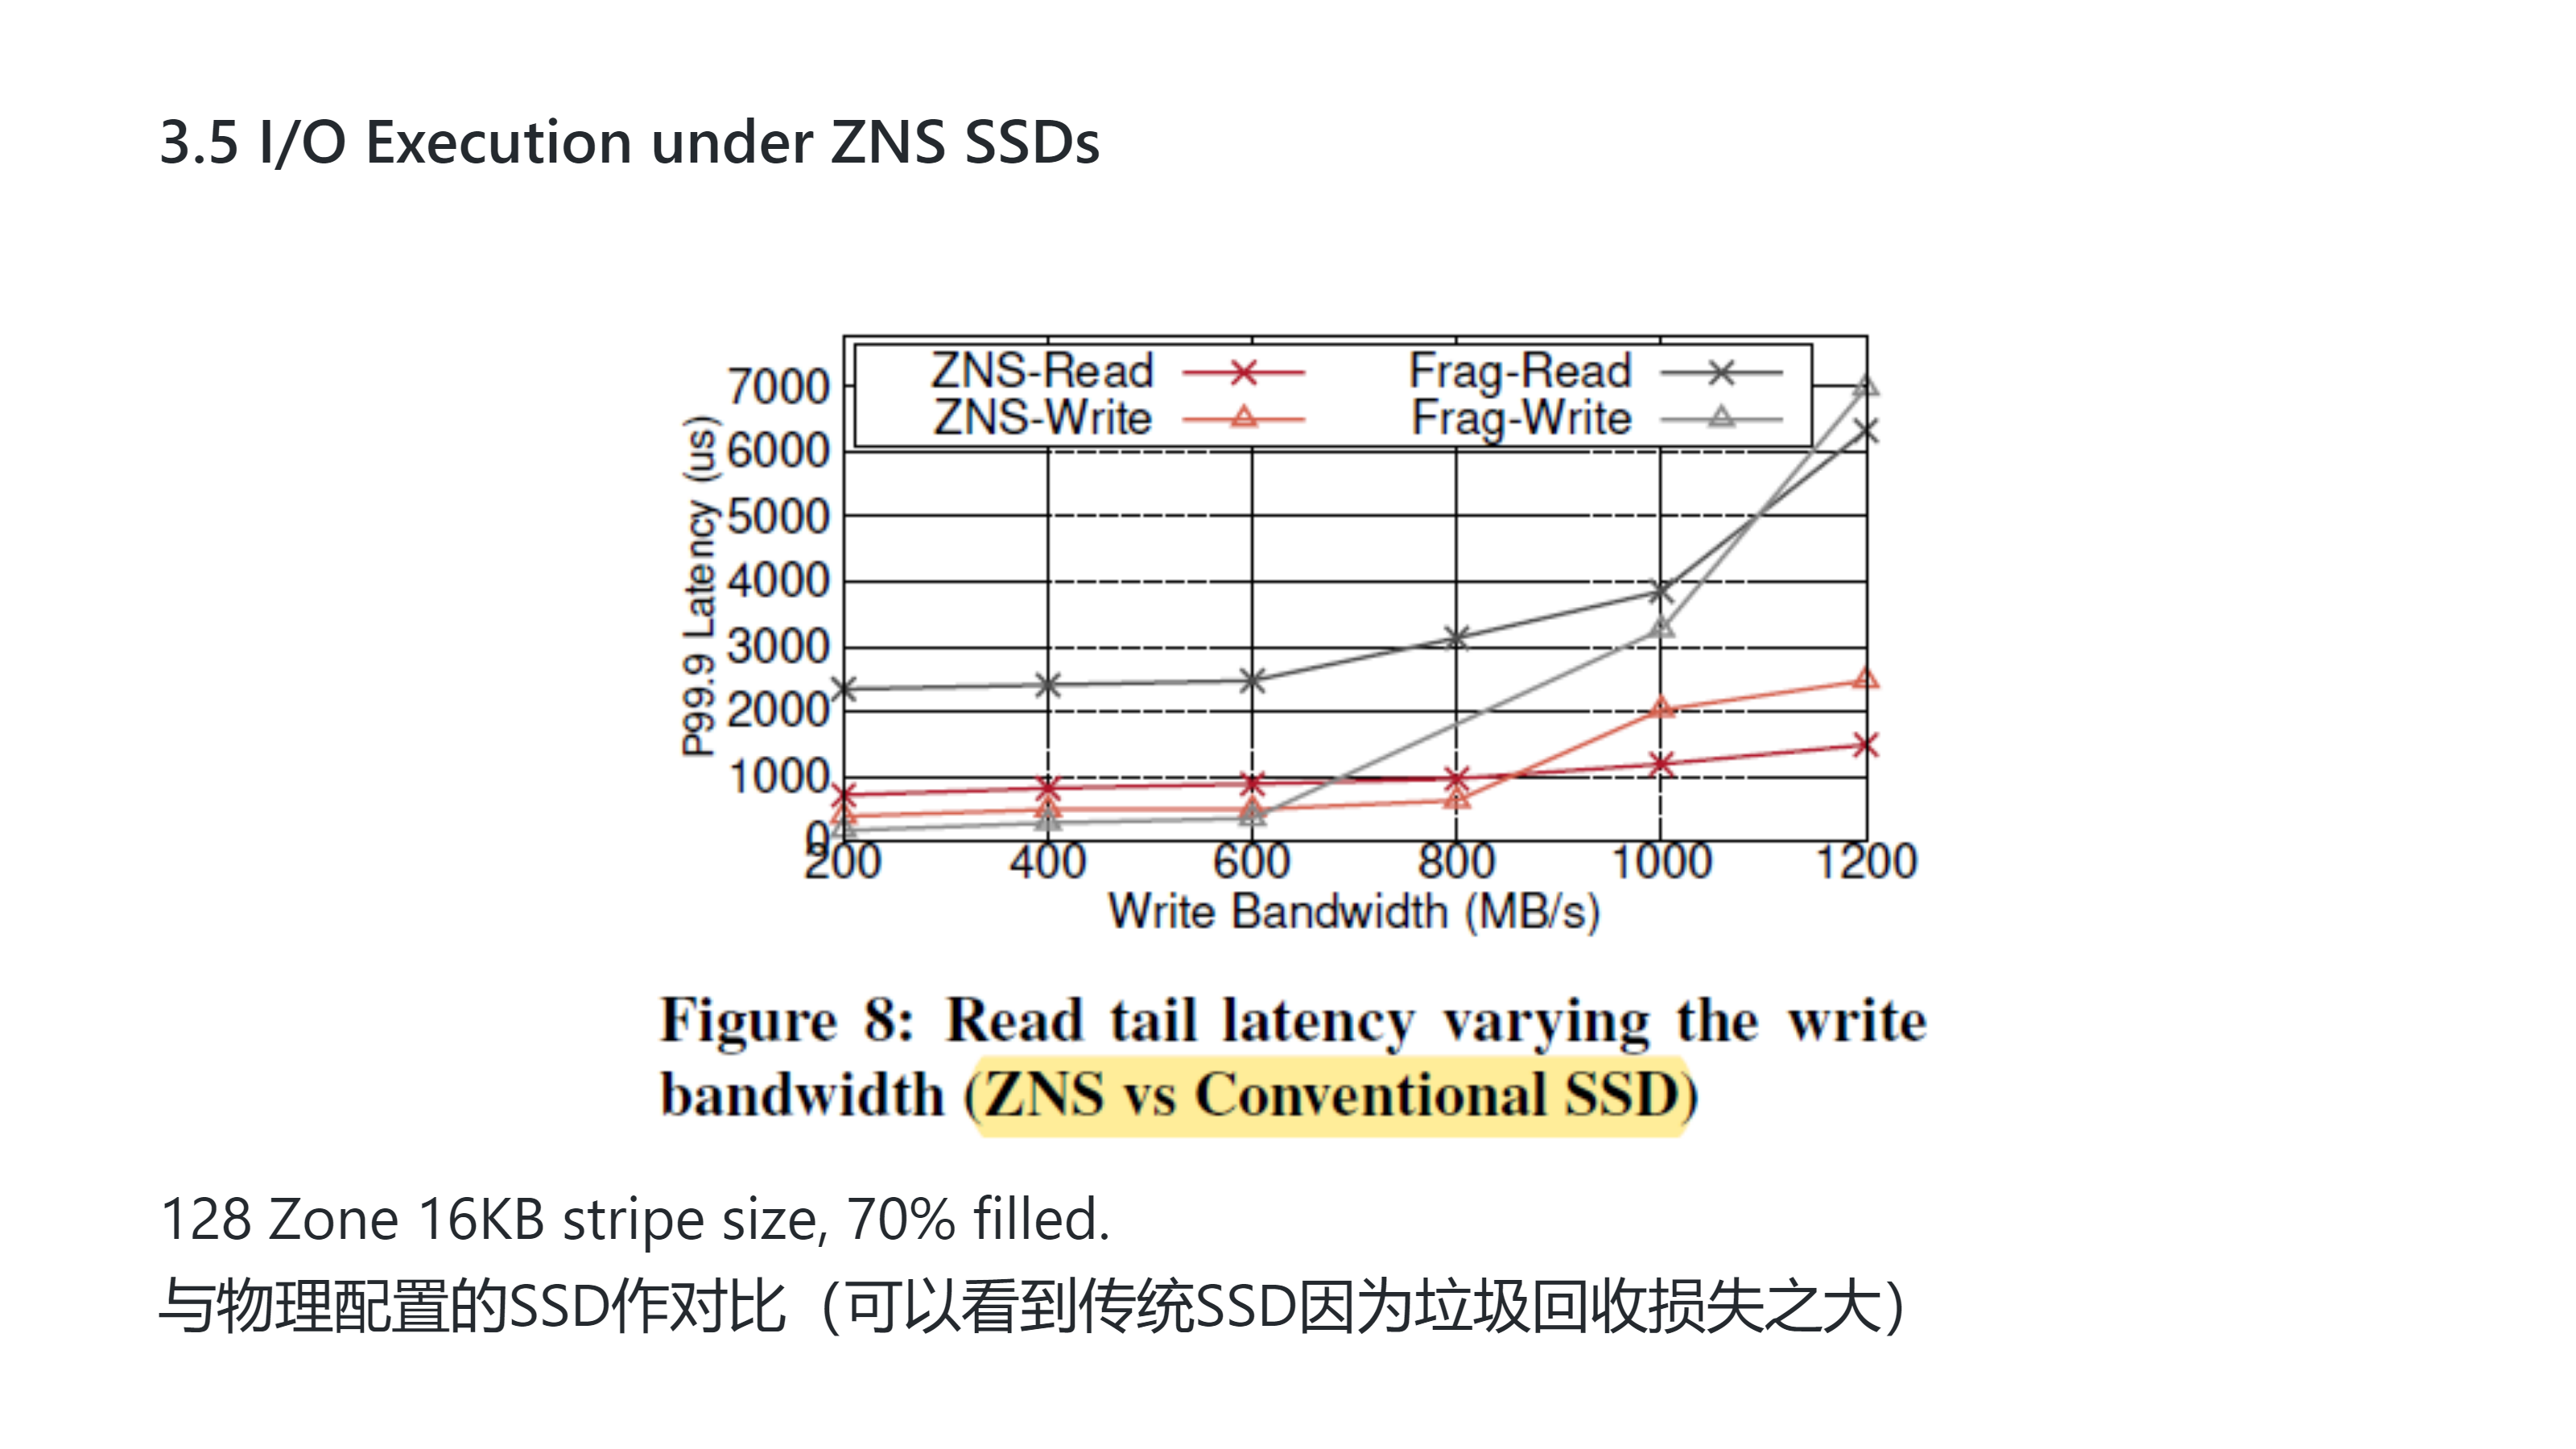 3.5 I/O Execution under ZNS SSDs
ZNS-Read
Frag-Read
ZNS-Write
Frag-Write
P99.9 Latency (us)
7000
6000
5000
4000
3000
2000
1000
0
200 400 600 800 1000 1200
Write Bandwidth (MB/s)
Figure 8: Read tail latency varying the write
bandwidth (ZNS vs Conventional SSD)
128 Zone 16KB stripe size, 70% filled.
与物理配置的SSD作对比（可以看到传统SSD因为垃圾回收损失之大）